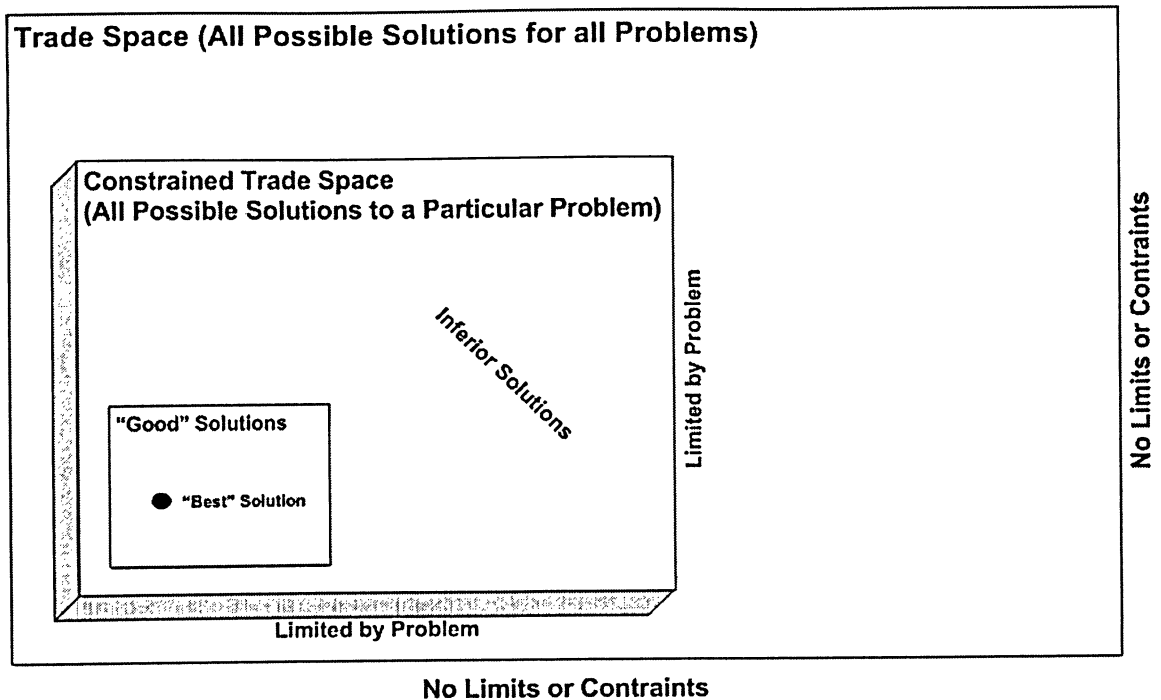 Trade Space (All Possible Solutions for all Problems)
Constrained Trade Space
(All Possible Solutions to a Particular Problem)
Inferior Solutions
“Good” Solutions
“Best” Solution
Limited by Problem
Limited by Problem
No Limits or Contraints
No Limits or Contraints